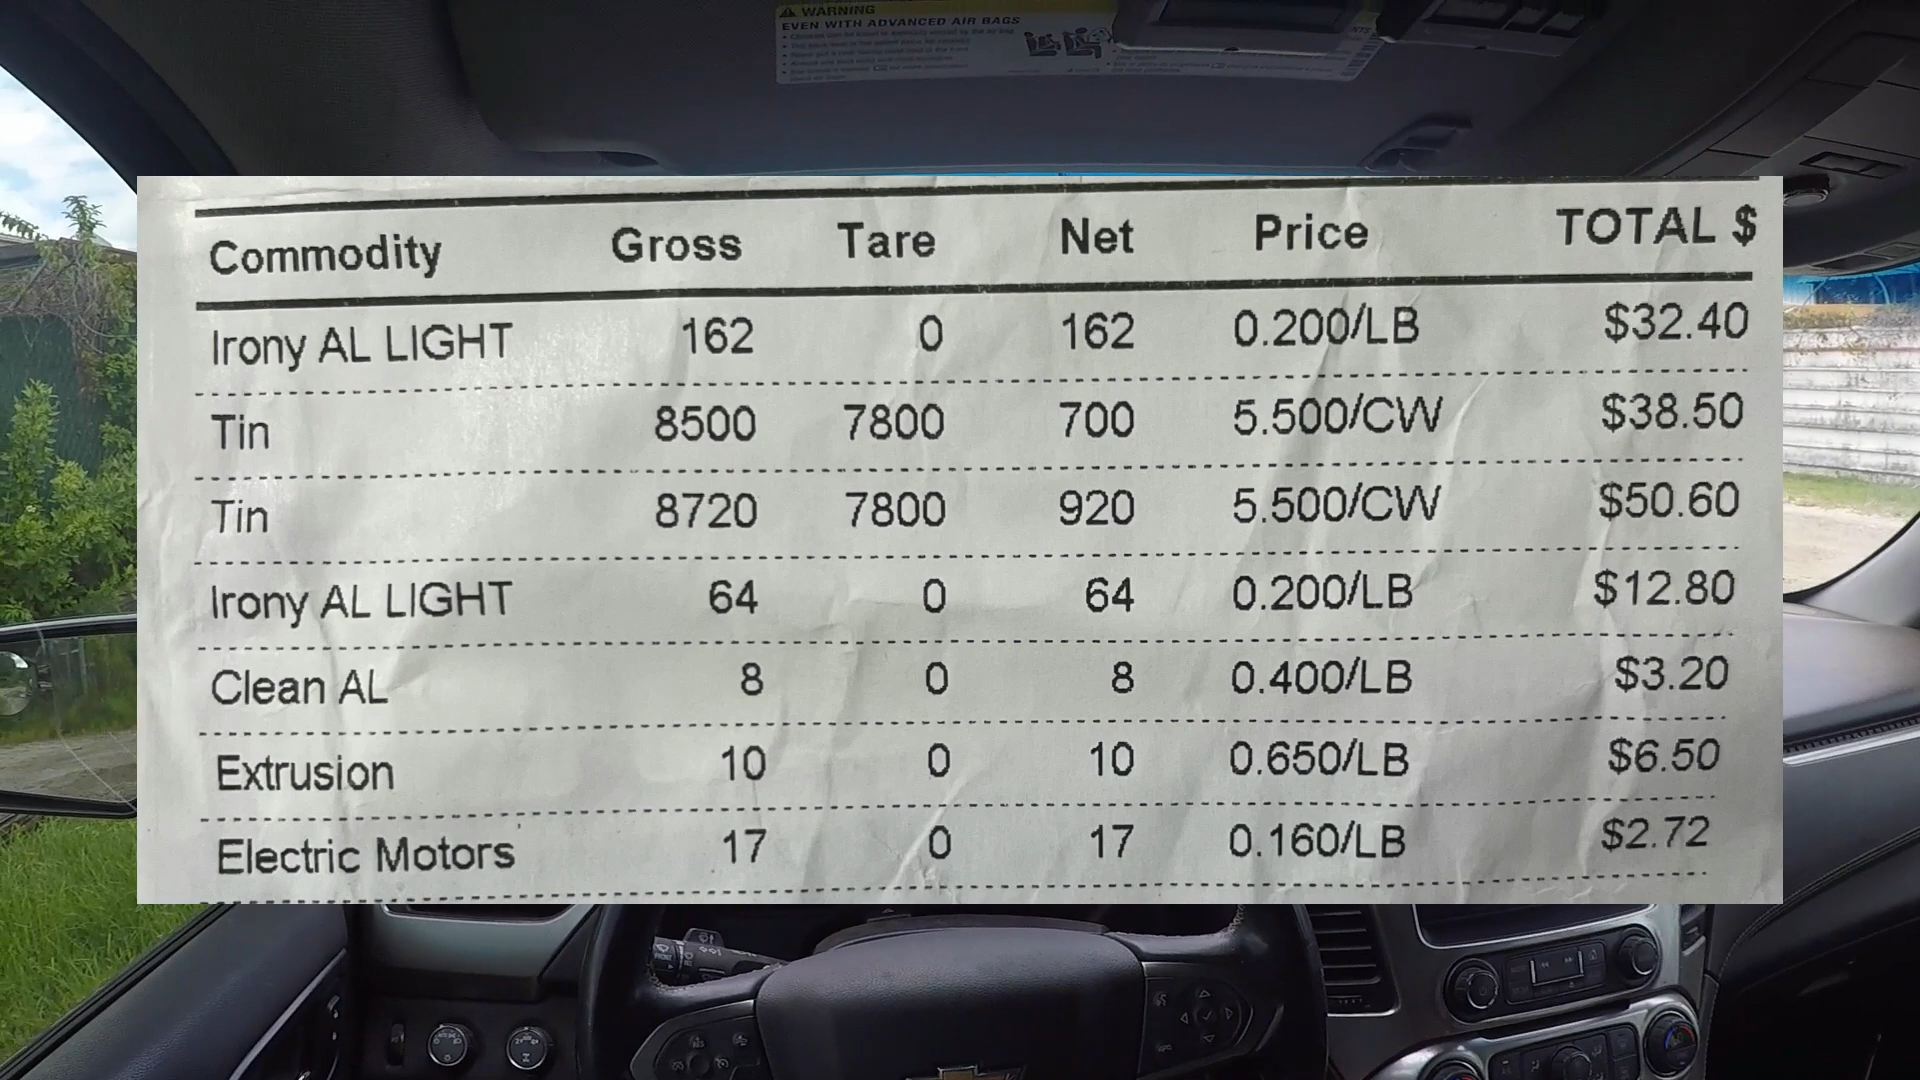 WARNING
EVEN WITH ADVANCED AIR BAGS
Commodity Gross Tare Net Price TOTAL $
Irony AL LIGHT 162 0 162 0.200/LB $32.40
Tin 8500 7800 700 5.500/CW $38.50
Tin 8720 7800 920 5.500/CW $50.60
Irony AL LIGHT 64 0 64 0.200/LB $12.80
Clean AL 8 0 8 0.400/LB $3.20
Extrusion 10 0 10 0.650/LB $6.50
Electric Motors 17 0 17 0.160/LB $2.72
FRONT